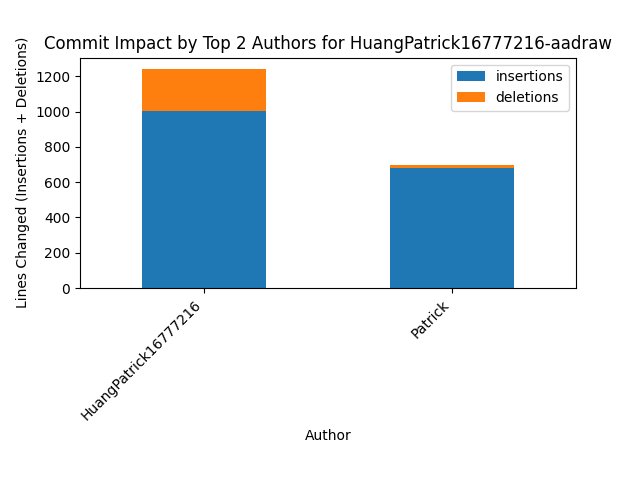 Commit Impact by Top 2 Authors for HuangPatrick16777216-aadraw
Lines Changed (Insertions + Deletions)
1200
1000
800
600
400
200
0
insertions
deletions
HuangPatrick16777216
Patrick
Author